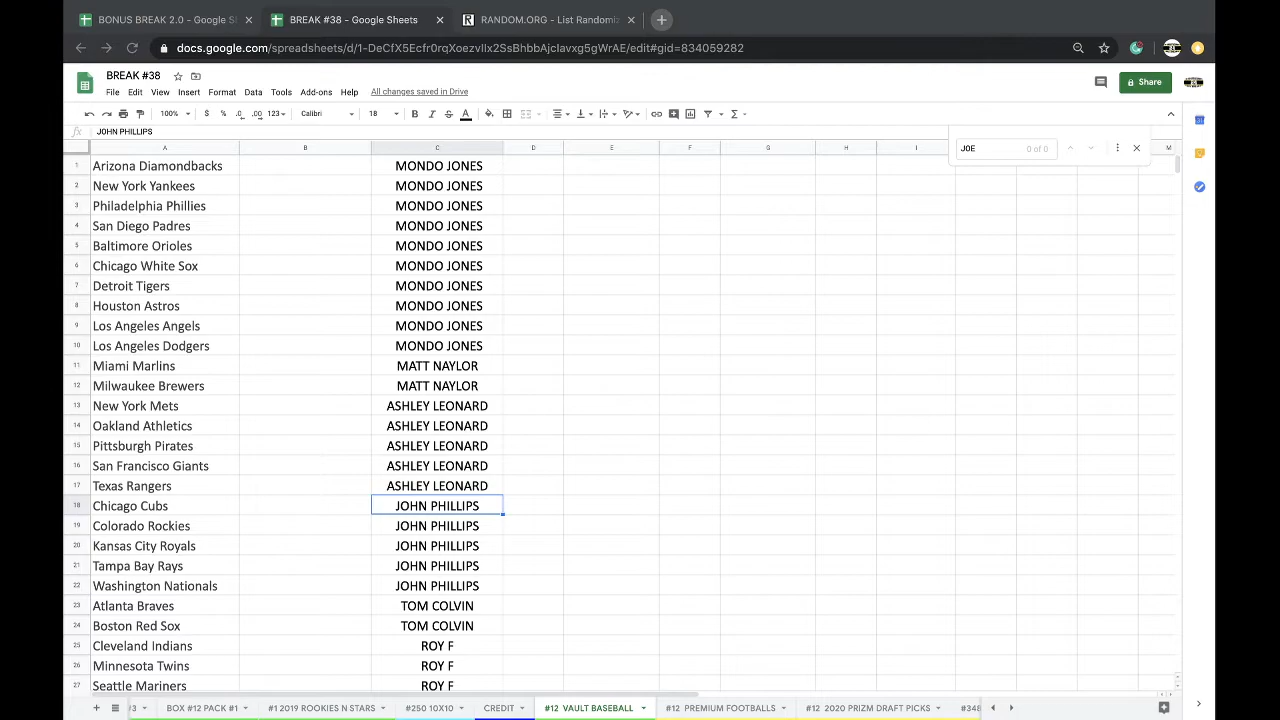 BONUS BREAK 2.0 - Google S
BREAK #38 - Google Sheets
RANDOM.ORG - List Randomiz
docs.google.com/spreadsheets/d/1-DeCfX5Ecfr0rqXoezvIlx2SsBhbbAjcIavxg5gWrAE/edit#gid=834059282
BREAK #38
File Edit View Insert Format Data Tools Add-ons Help All changes saved in Drive
Share
100% $ % .0 .00 123 Calibri 18 B I S A
fx JOHN PHILLIPS
JOE 0 of 0
A B C D E F G H I M
1 Arizona Diamondbacks MONDO JONES
2 New York Yankees MONDO JONES
3 Philadelphia Phillies MONDO JONES
4 San Diego Padres MONDO JONES
5 Baltimore Orioles MONDO JONES
6 Chicago White Sox MONDO JONES
7 Detroit Tigers MONDO JONES
8 Houston Astros MONDO JONES
9 Los Angeles Angels MONDO JONES
10 Los Angeles Dodgers MONDO JONES
11 Miami Marlins MATT NAYLOR
12 Milwaukee Brewers MATT NAYLOR
13 New York Mets ASHLEY LEONARD
14 Oakland Athletics ASHLEY LEONARD
15 Pittsburgh Pirates ASHLEY LEONARD
16 San Francisco Giants ASHLEY LEONARD
17 Texas Rangers ASHLEY LEONARD
18 Chicago Cubs JOHN PHILLIPS
19 Colorado Rockies JOHN PHILLIPS
20 Kansas City Royals JOHN PHILLIPS
21 Tampa Bay Rays JOHN PHILLIPS
22 Washington Nationals JOHN PHILLIPS
23 Atlanta Braves TOM COLVIN
24 Boston Red Sox TOM COLVIN
25 Cleveland Indians ROY F
26 Minnesota Twins ROY F
27 Seattle Mariners ROY F
/3 BOX #12 PACK #1 #1 2019 ROOKIES N STARS #250 10X10 CREDIT #12 VAULT BASEBALL #12 PREMIUM FOOTBALLS #12 2020 PRIZM DRAFT PICKS #348